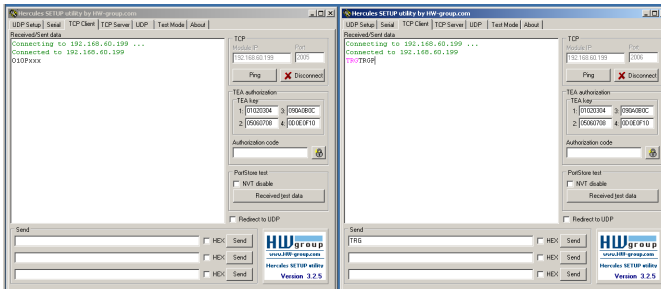 Hercules SETUP utility by HW-group.com
UDP Setup Serial TCP Client TCP Server UDP Test Mode About
Received/Sent data
Connecting to 192.168.60.199 ...
Connected to 192.168.60.199
O1OPxxx
TCP
Module IP Port
192.168.60.199 2005
Ping Disconnect
TEA authorization
TEA key
1: 01020304 3: 090A0B0C
2: 05060708 4: 0D0E0F10
Authorization code
PortStore test
NVT disable
Received test data
Redirect to UDP
Send
HEX Send
HEX Send
HEX Send
HW group
www.HW-group.com
Hercules SETUP utility
Version 3.2.5
Hercules SETUP utility by HW-group.com
UDP Setup Serial TCP Client TCP Server UDP Test Mode About
Received/Sent data
Connecting to 192.168.60.199 ...
Connected to 192.168.60.199
TRGTRGP
TCP
Module IP Port
192.168.60.199 2006
Ping Disconnect
TEA authorization
TEA key
1: 01020304 3: 090A0B0C
2: 05060708 4: 0D0E0F10
Authorization code
PortStore test
NVT disable
Received test data
Redirect to UDP
Send
TRG HEX Send
HEX Send
HEX Send
HW group
www.HW-group.com
Hercules SETUP utility
Version 3.2.5